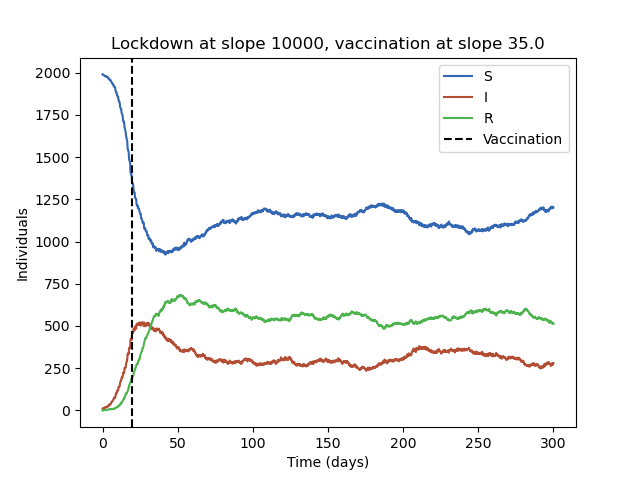 Lockdown at slope 10000, vaccination at slope 35.0
S
I
R
Vaccination
2000
1750
1500
1250
1000
750
500
250
0
Individuals
0 50 100 150 200 250 300
Time (days)